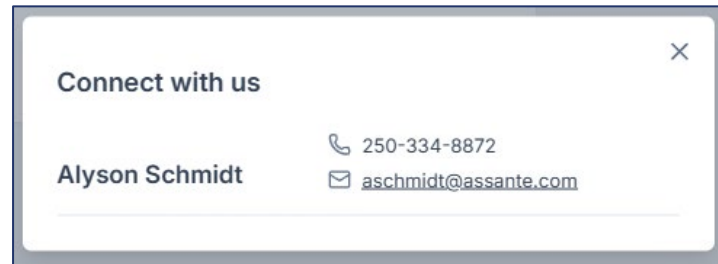 Connect with us
250-334-8872
Alyson Schmidt
aschmidt@assante.com